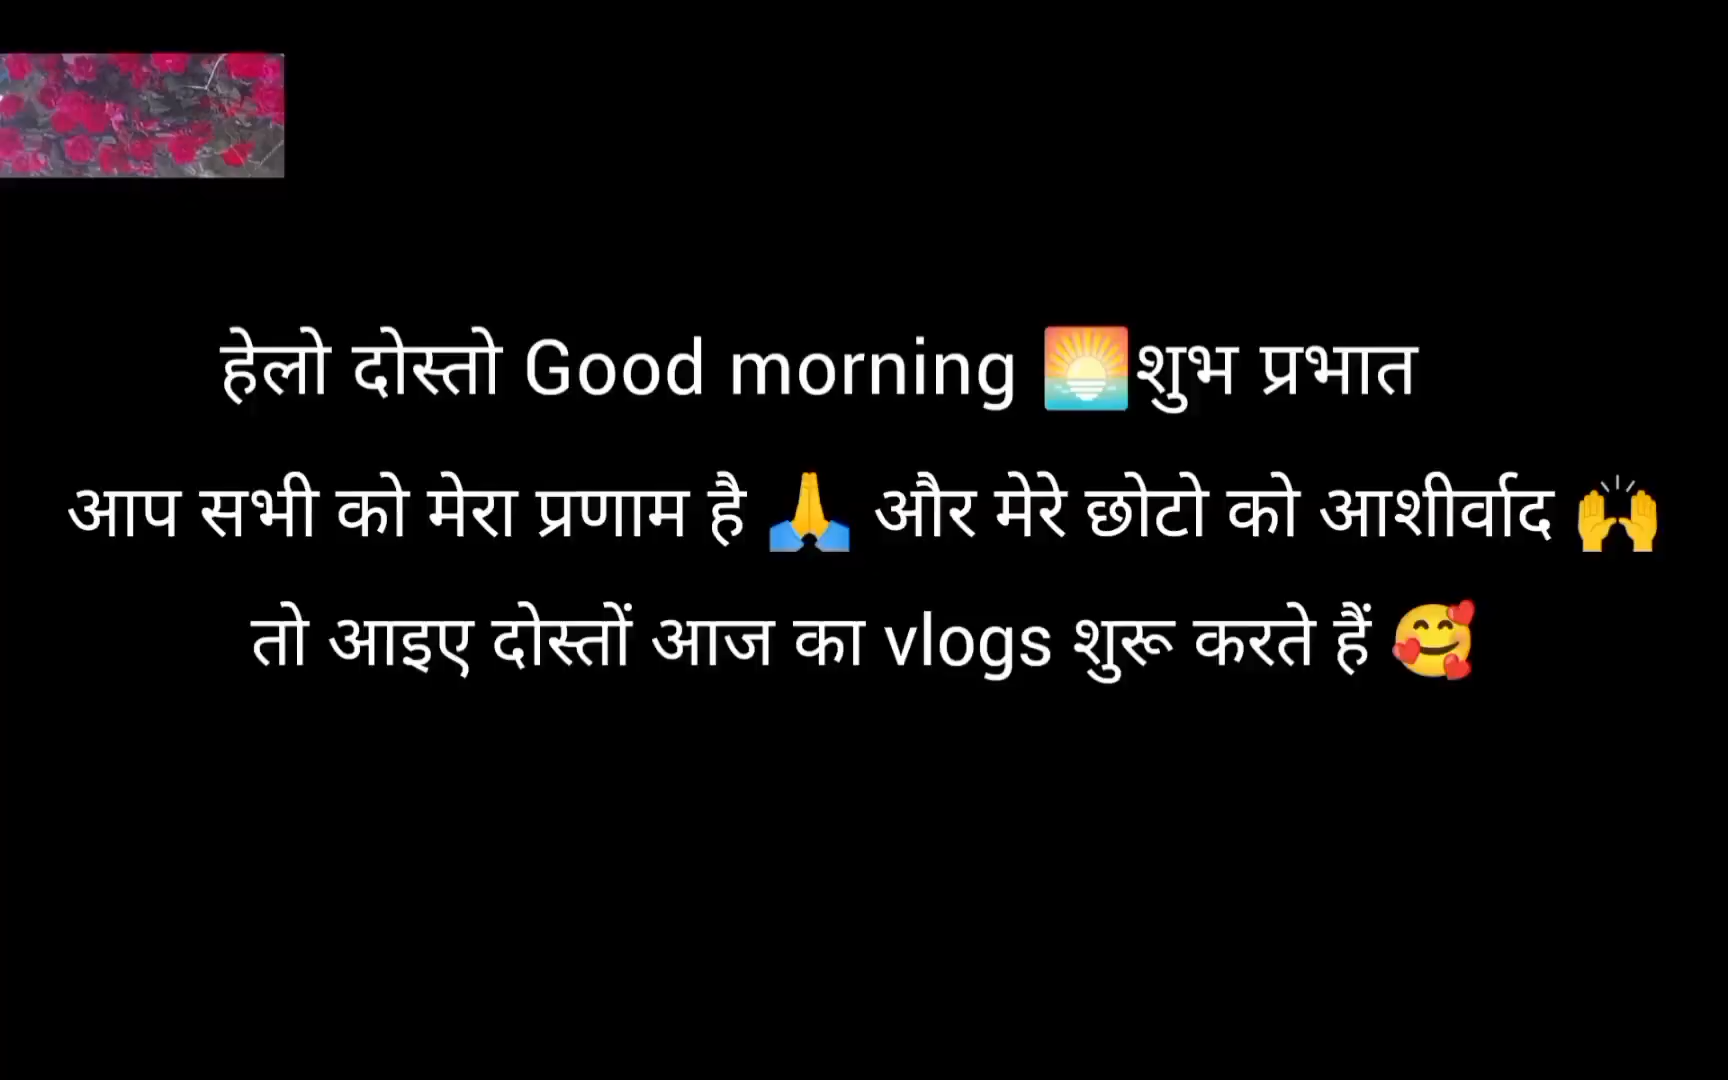 हेलो दोस्तो Good morning 🌅शुभ प्रभात
आप सभी को मेरा प्रणाम है 🙏 और मेरे छोटो को आशीर्वाद 🙌
तो आइए दोस्तों आज का vlogs शुरू करते हैं 🥰